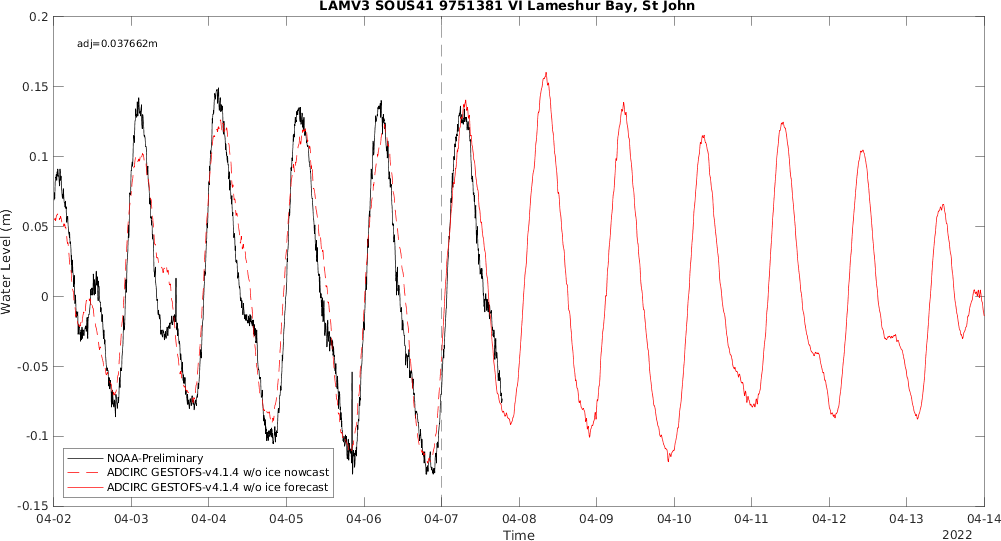 LAMV3 SOUS41 9751381 VI Lameshur Bay, St John
adj=0.037662m
0.2
0.15
0.1
0.05
0
-0.05
-0.1
-0.15
Water Level (m)
NOAA-Preliminary
ADCIRC GESTOFS-v4.1.4 w/o ice nowcast
ADCIRC GESTOFS-v4.1.4 w/o ice forecast
04-02 04-03 04-04 04-05 04-06 04-07 04-08 04-09 04-10 04-11 04-12 04-13 04-14
Time
2022